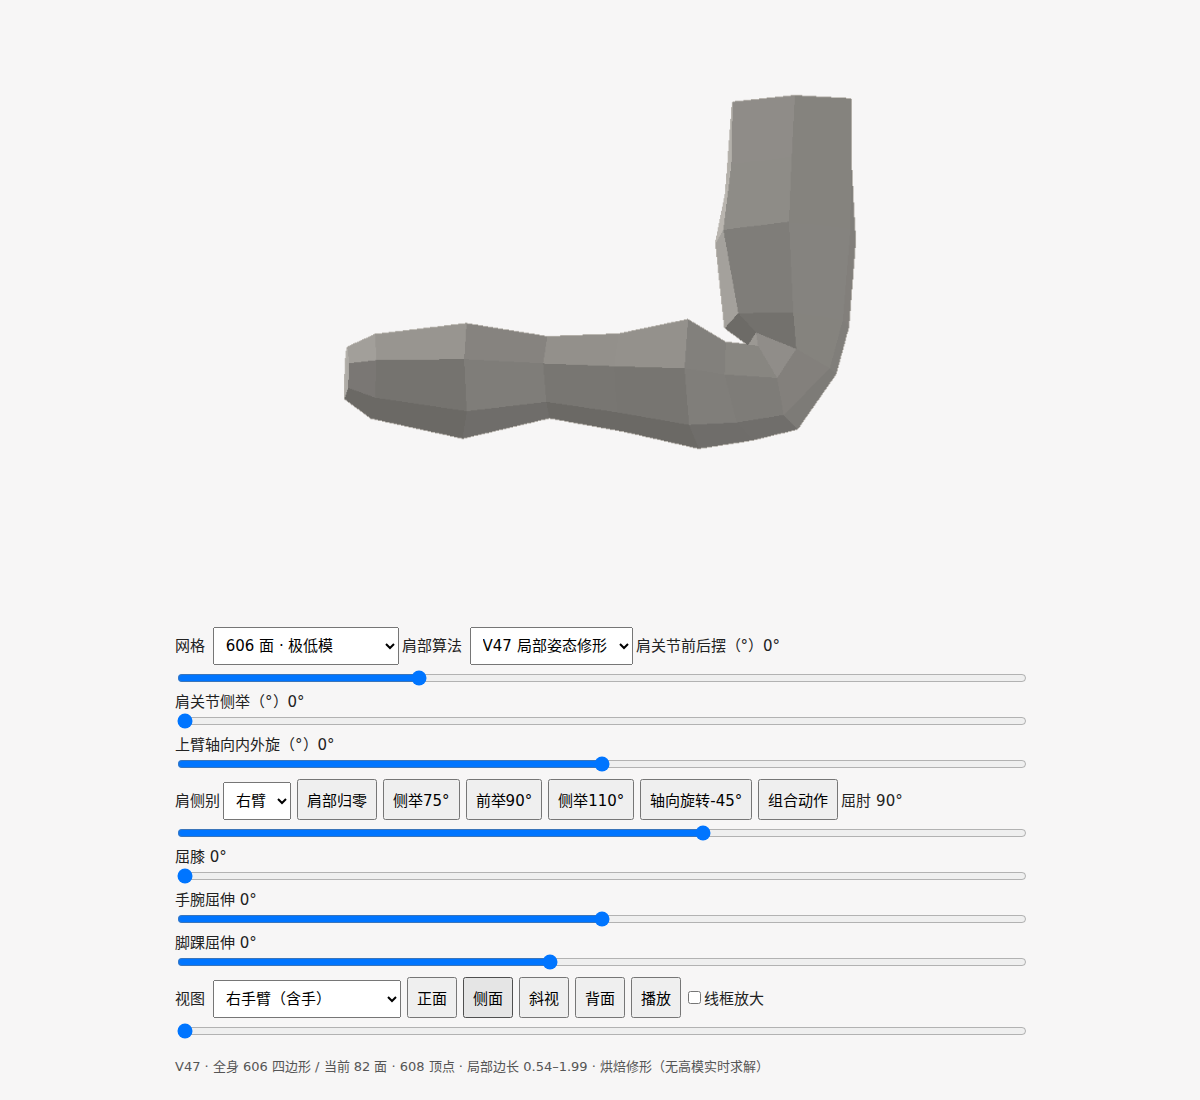 网格 606 面 · 极低模 肩部算法 V47 局部姿态修形 肩关节前后摆（°）0°
肩关节侧举（°）0°
上臂轴向内外旋（°）0°
肩侧别 右臂 肩部归零 侧举75° 前举90° 侧举110° 轴向旋转-45° 组合动作 屈肘 90°
屈膝 0°
手腕屈伸 0°
脚踝屈伸 0°
视图 右手臂（含手） 正面 侧面 斜视 背面 播放 线框放大
V47 · 全身 606 四边形 / 当前 82 面 · 608 顶点 · 局部边长 0.54–1.99 · 烘焙修形（无高模实时求解）